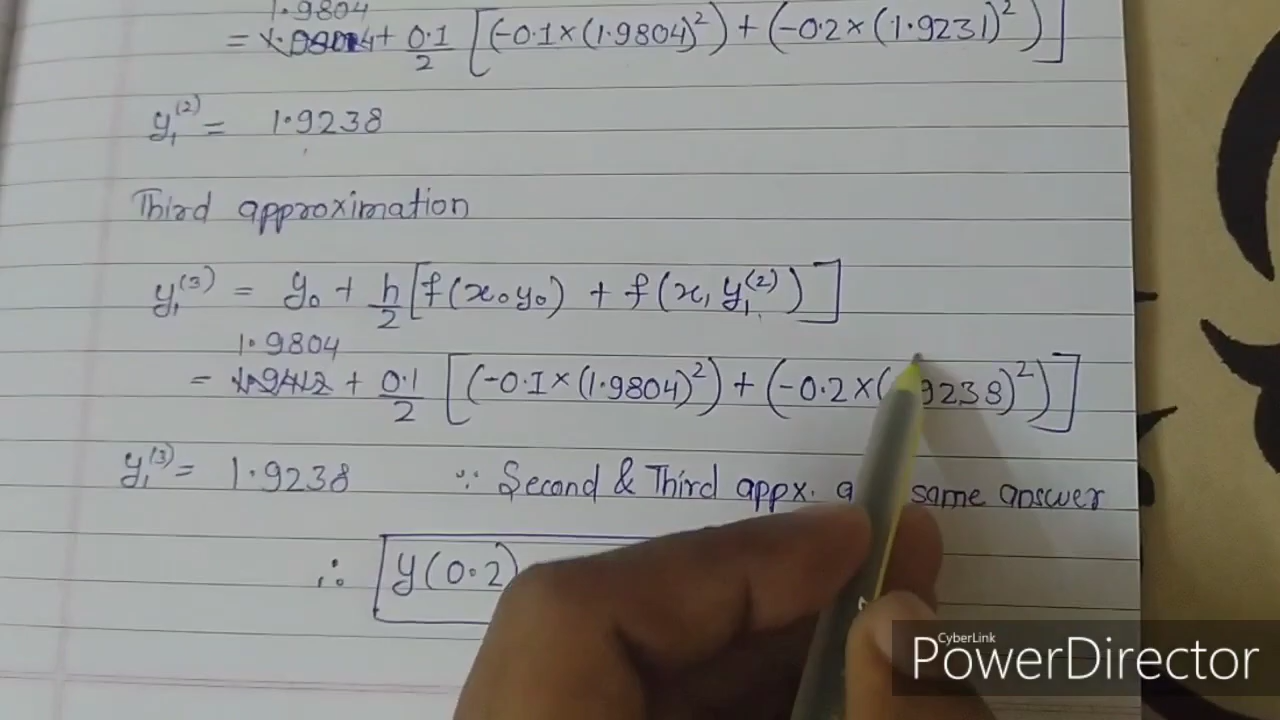 1.9804
= + 0.1/2 [(-0.1×(1.9804)²) + (-0.2×(1.9231)²)]
y₁⁽²⁾ = 1.9238
Third approximation
y₁⁽³⁾ = y₀ + h/2 [f(x₀y₀) + f(x₁ y₁⁽²⁾)]
1.9804
= + 0.1/2 [(-0.1×(1.9804)²) + (-0.2×( .9238)²)]
y₁⁽³⁾ = 1.9238 ∵ Second & Third appx. same answer
∴ y(0.2)
CyberLink
PowerDirector